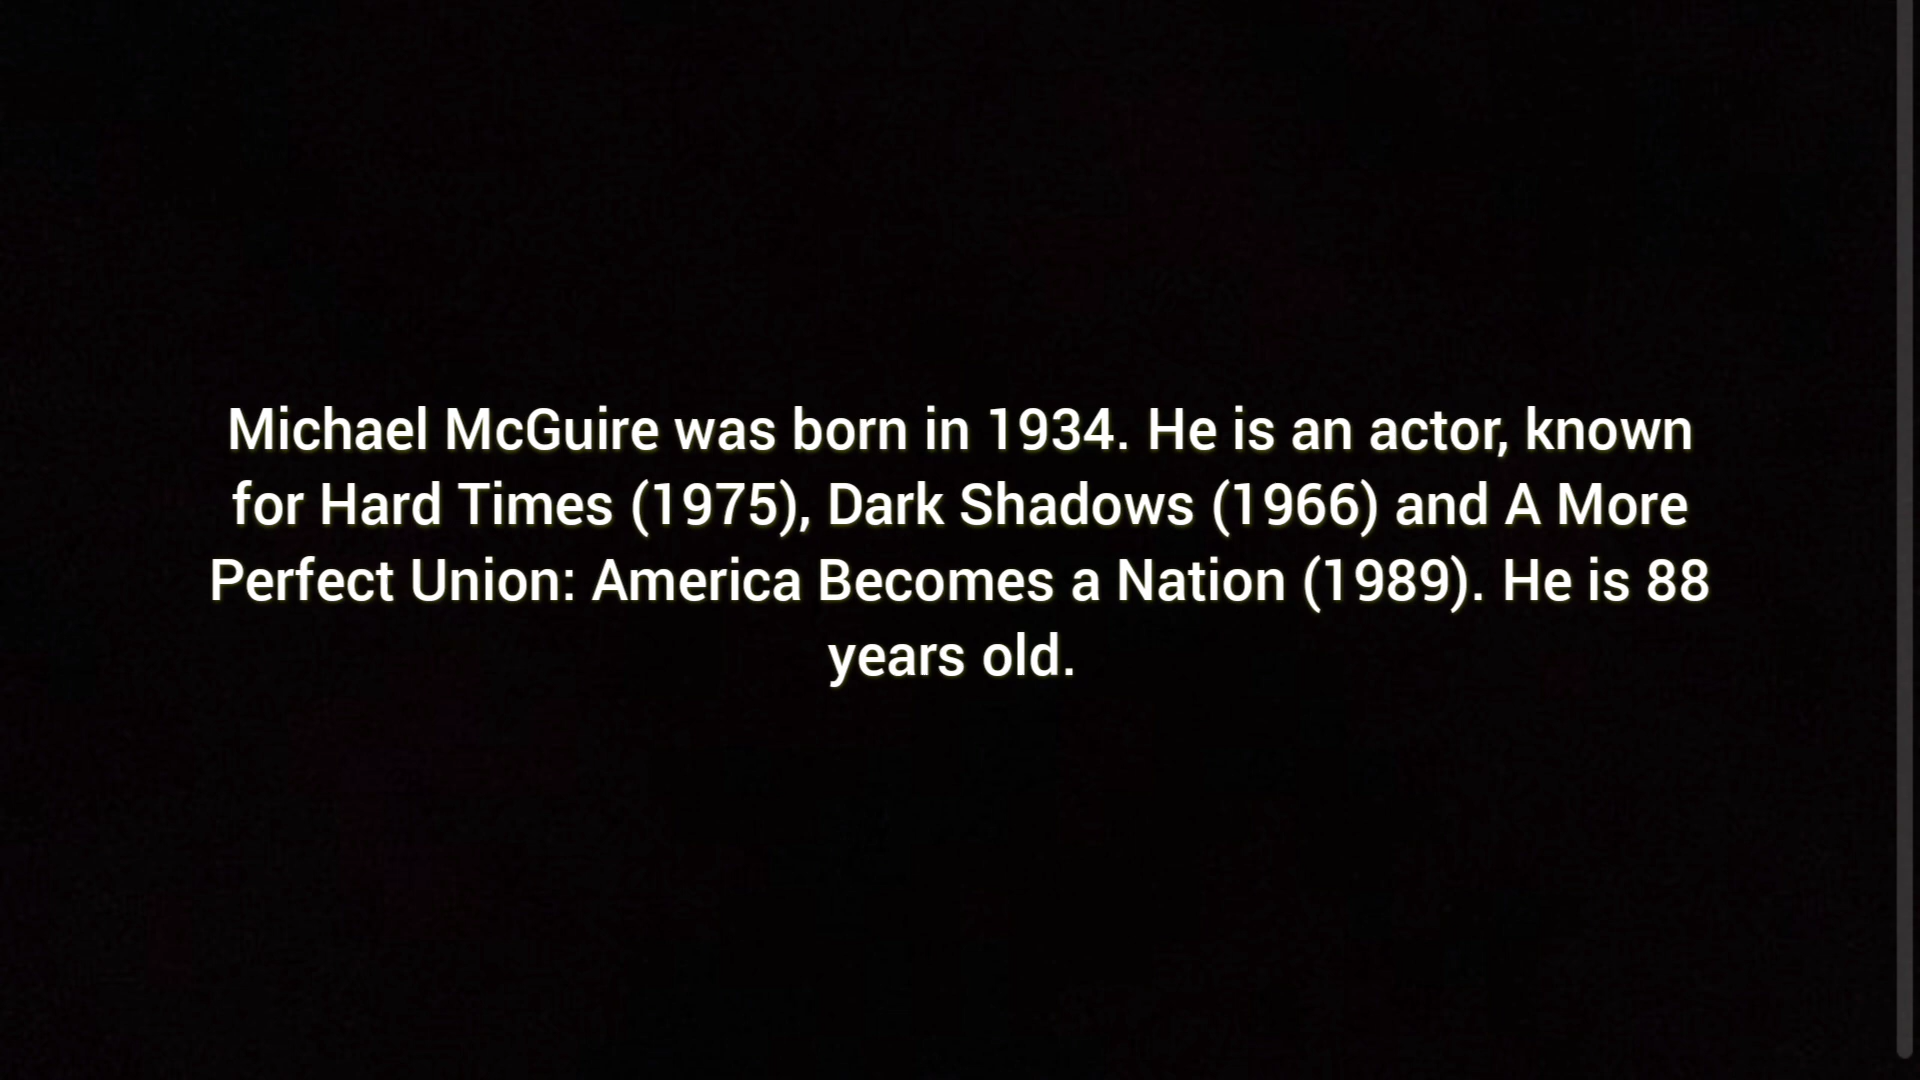 Michael McGuire was born in 1934. He is an actor, known
for Hard Times (1975), Dark Shadows (1966) and A More
Perfect Union: America Becomes a Nation (1989). He is 88
years old.